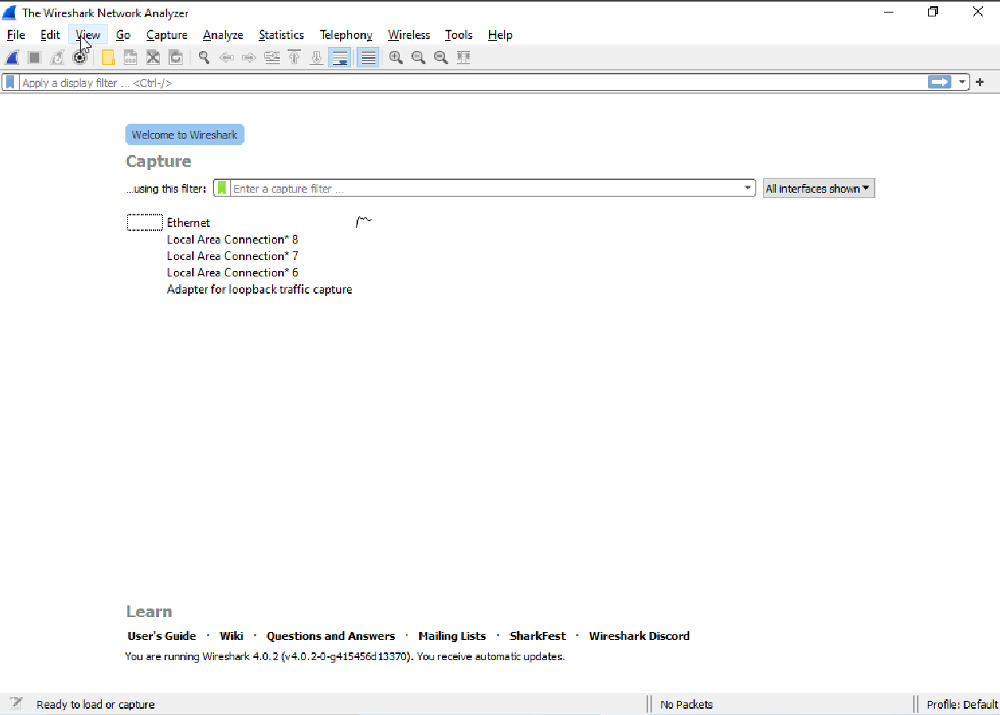 The Wireshark Network Analyzer
File Edit View Go Capture Analyze Statistics Telephony Wireless Tools Help
Apply a display filter ... <Ctrl-/>
Welcome to Wireshark
Capture
...using this filter: Enter a capture filter ... All interfaces shown
Ethernet
Local Area Connection* 8
Local Area Connection* 7
Local Area Connection* 6
Adapter for loopback traffic capture
Learn
User's Guide · Wiki · Questions and Answers · Mailing Lists · SharkFest · Wireshark Discord
You are running Wireshark 4.0.2 (v4.0.2-0-g415456d13370). You receive automatic updates.
Ready to load or capture No Packets Profile: Default